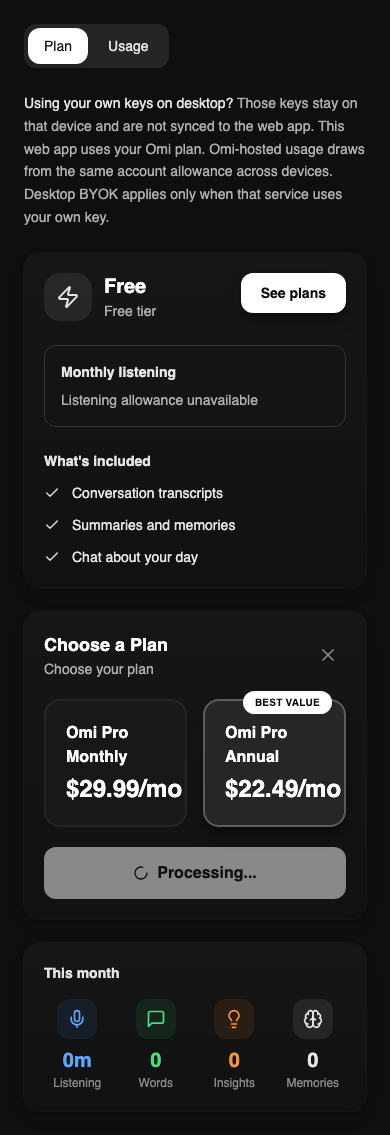 Plan
Usage
Using your own keys on desktop? Those keys stay on
that device and are not synced to the web app. This
web app uses your Omi plan. Omi-hosted usage draws
from the same account allowance across devices.
Desktop BYOK applies only when that service uses
your own key.
Free
Free tier
See plans
Monthly listening
Listening allowance unavailable
What's included
Conversation transcripts
Summaries and memories
Chat about your day
Choose a Plan
Choose your plan
Omi Pro
Monthly
$29.99/mo
BEST VALUE
Omi Pro
Annual
$22.49/mo
Processing...
This month
0m
Listening
0
Words
0
Insights
0
Memories